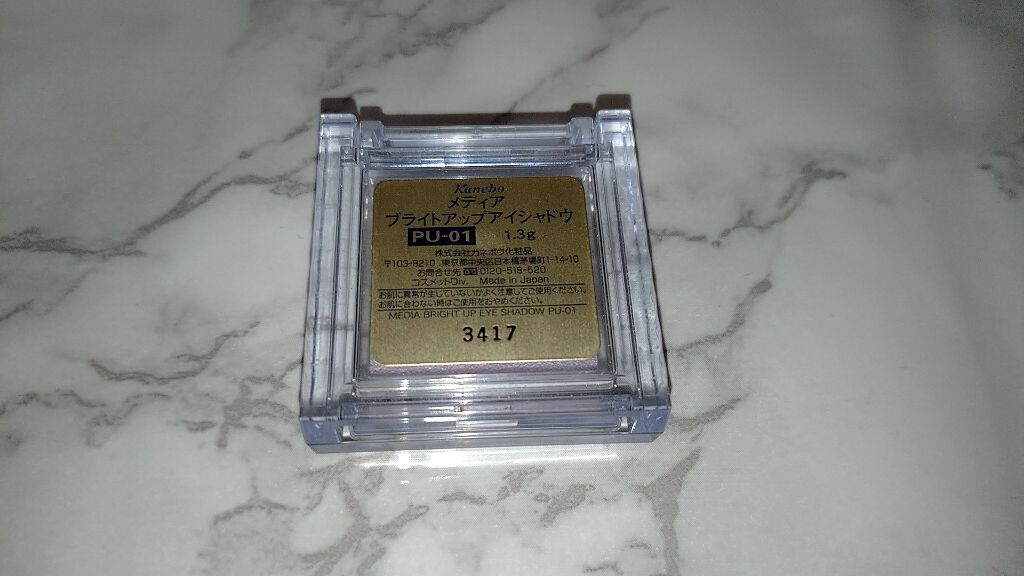 Kanebo
メディア
ブライトアップアイシャドウ
PU-01 1.3g
株式会社カネボウ化粧品
〒103-8210 東京都中央区日本橋茅場町1-14-10
お問合せ先 0120-518-520
コスメットDiv. Made in Japan
お肌に異常が生じていないかよく注意してご使用ください。
お肌に合わない時はご使用をおやめください。
MEDIA BRIGHT UP EYE SHADOW PU-01
3417